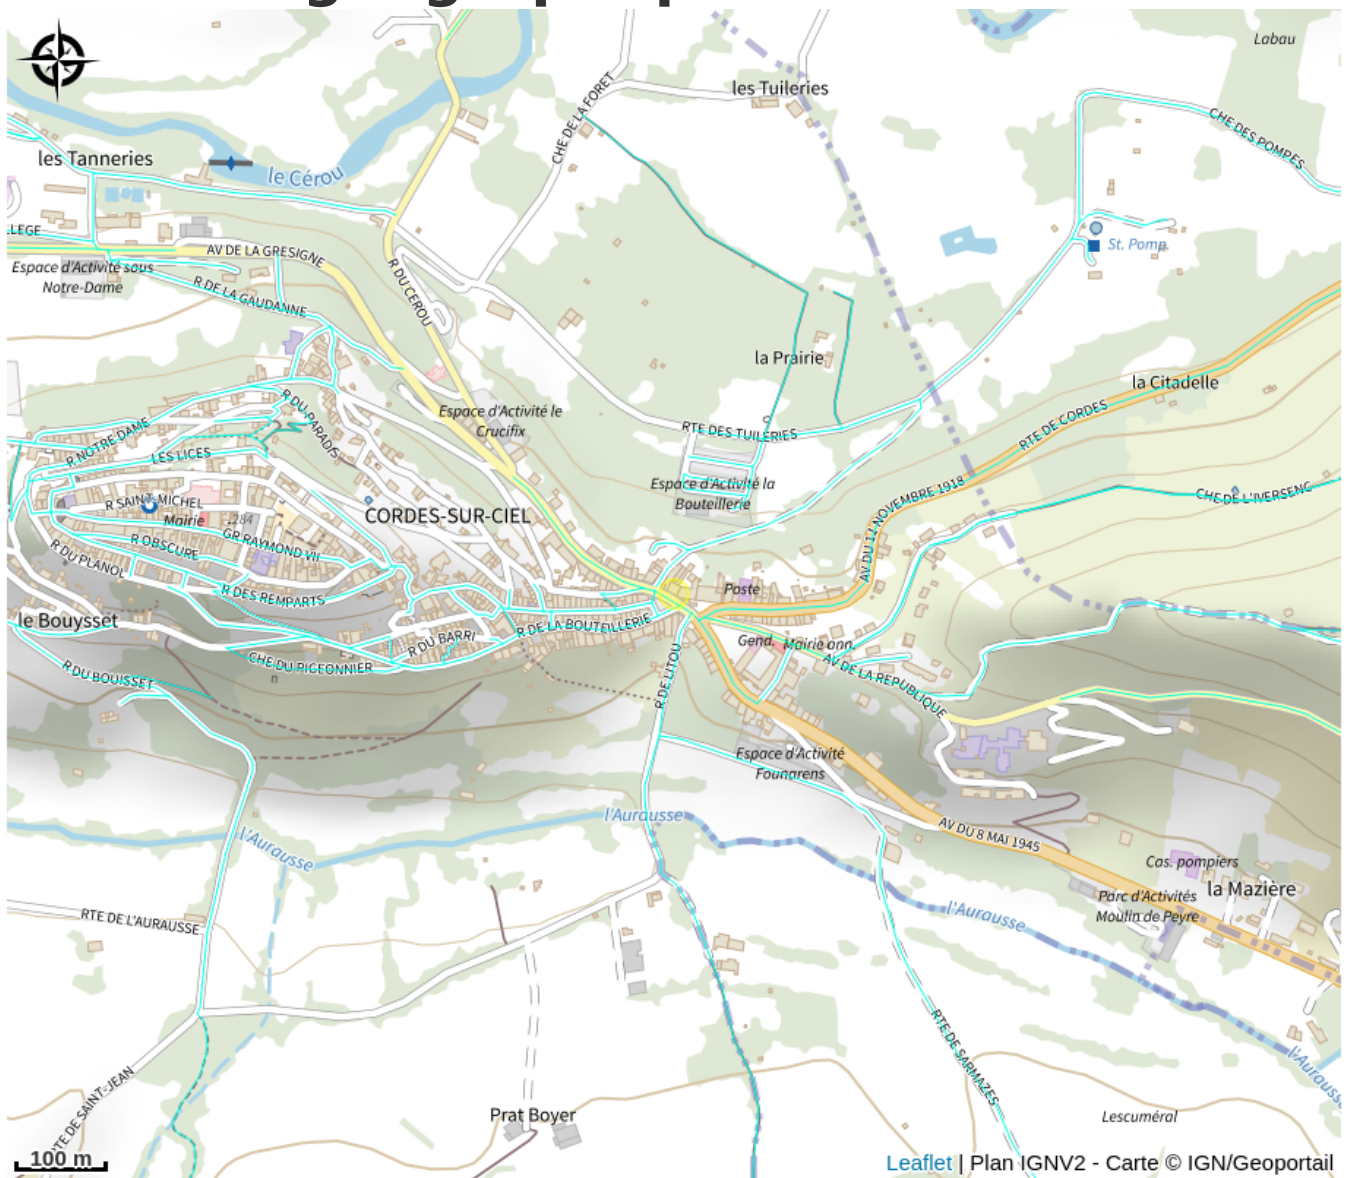 Labau
les Tuileries
CHE DE LA FORET
CHE DES POMPES
les Tanneries
le Cérou
LLEGE
AV DE LA GRESIGNE
St. Pomp.
Espace d'Activité sous
Notre-Dame
R DE LA GAUDANNE
R DU CEROU
la Prairie
la Citadelle
Espace d'Activité le
Crucifix
R DU PARADIS
RTE DES TUILERIES
RTE DE CORDES
R NOTRE DAME
LES LICES
Espace d'Activité la
Bouteillerie
AV DU 11 NOVEMBRE 1918
CHE DE L'IVERSENC
R SAINT-MICHEL
Mairie
284
CORDES-SUR-CIEL
GR RAYMOND VII
R OBSCURE
R DU PLANOL
R DES REMPARTS
Poste
le Bouysset
R DE LA BOUTEILLERIE
R DU BARRI
Gend.
Mairie ann.
CHE DU PIGEONNIER
R DU BOUISSET
R DE LITOU
AV DE LA REPUBLIQUE
Espace d'Activité
Founarens
l'Aurausse
l'Aurausse
AV DU 8 MAI 1945
Cas. pompiers
la Mazière
Parc d'Activités
Moulin de Peyre
RTE DE L'AURAUSSE
l'Aurausse
RTE DE SARMAZES
l'Aurausse
RTE DE SAINT-JEAN
Prat Boyer
Lescuméral
100 m
Leaflet | Plan IGNV2 - Carte © IGN/Geoportail